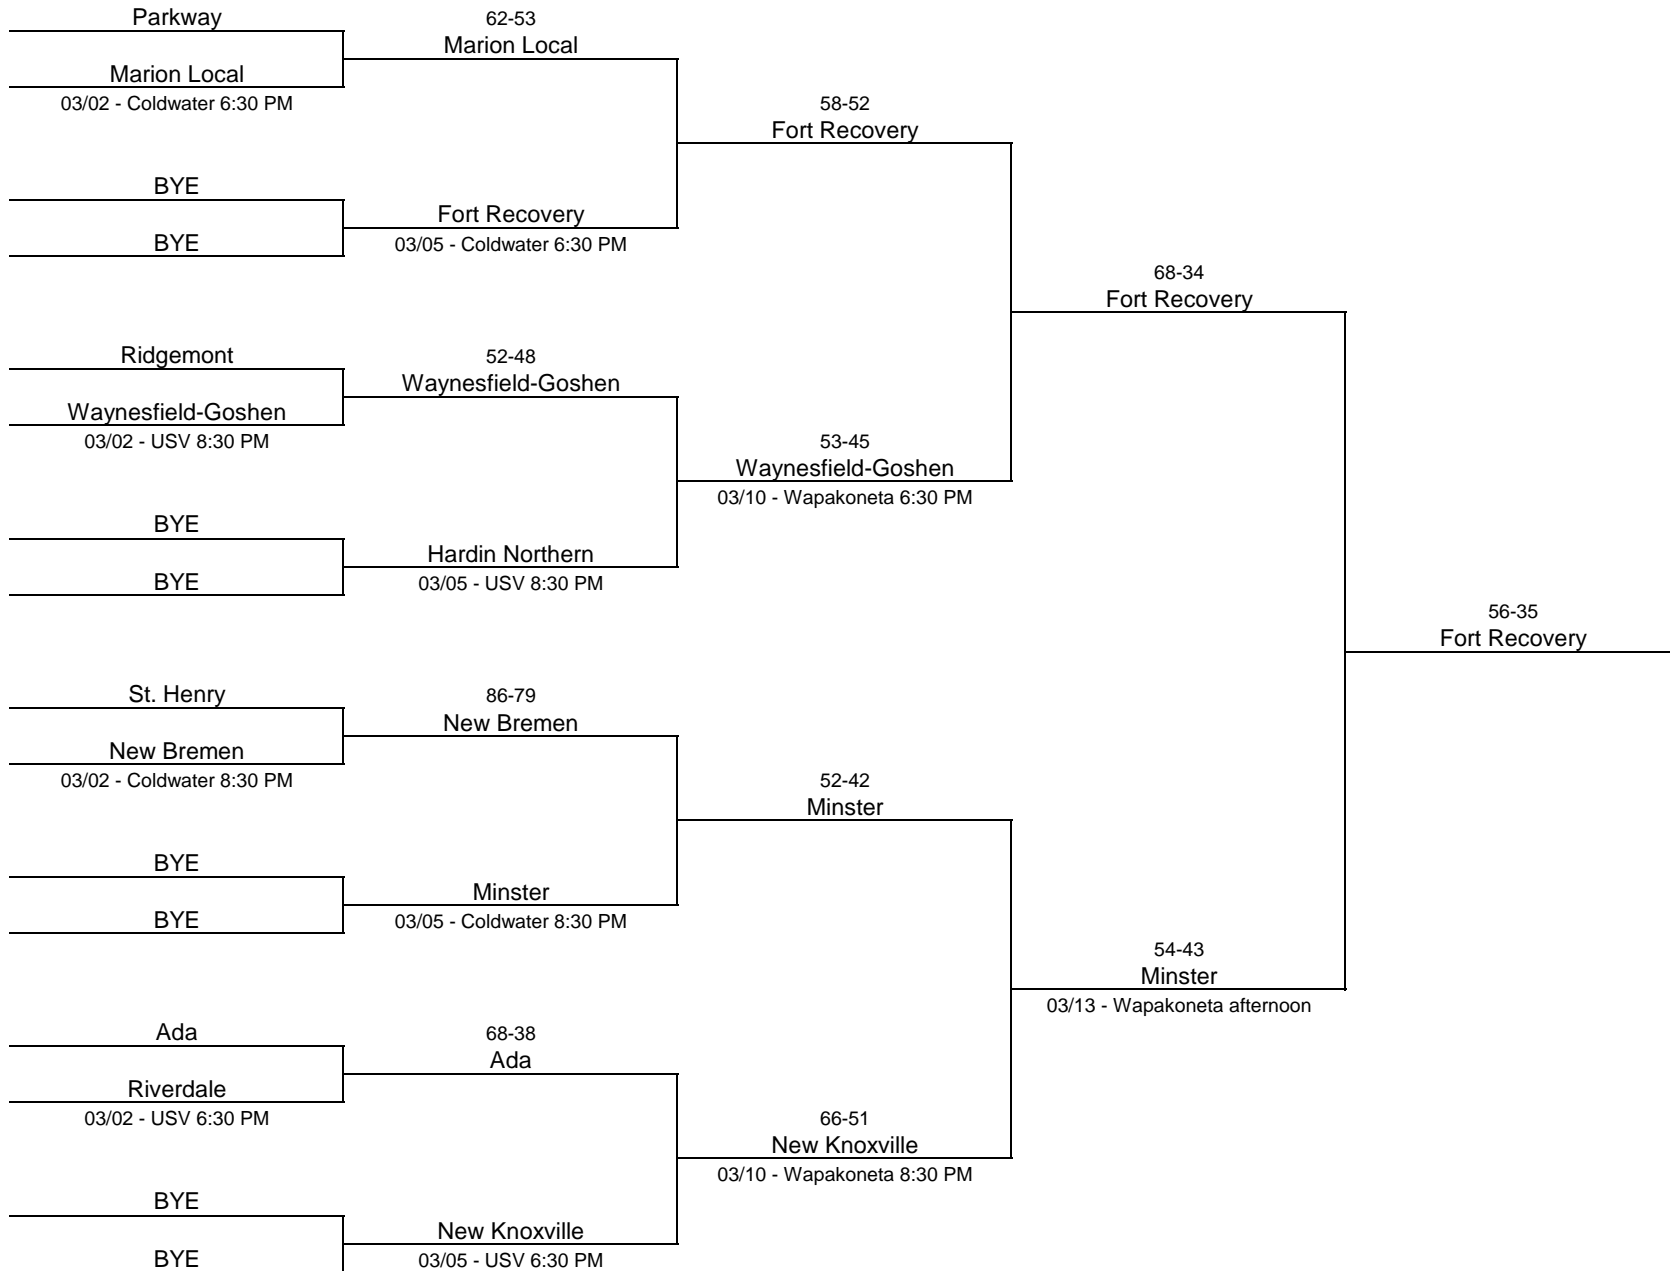 Parkway
Marion Local
03/02 - Coldwater 6:30 PM
BYE
BYE
Ridgemont
Waynesfield-Goshen
03/02 - USV 8:30 PM
BYE
BYE
St. Henry
New Bremen
03/02 - Coldwater 8:30 PM
BYE
BYE
Ada
Riverdale
03/02 - USV 6:30 PM
BYE
BYE
62-53
Marion Local
Fort Recovery
03/05 - Coldwater 6:30 PM
52-48
Waynesfield-Goshen
Hardin Northern
03/05 - USV 8:30 PM
86-79
New Bremen
Minster
03/05 - Coldwater 8:30 PM
68-38
Ada
New Knoxville
03/05 - USV 6:30 PM
58-52
Fort Recovery
53-45
Waynesfield-Goshen
03/10 - Wapakoneta 6:30 PM
52-42
Minster
66-51
New Knoxville
03/10 - Wapakoneta 8:30 PM
68-34
Fort Recovery
54-43
Minster
03/13 - Wapakoneta afternoon
56-35
Fort Recovery